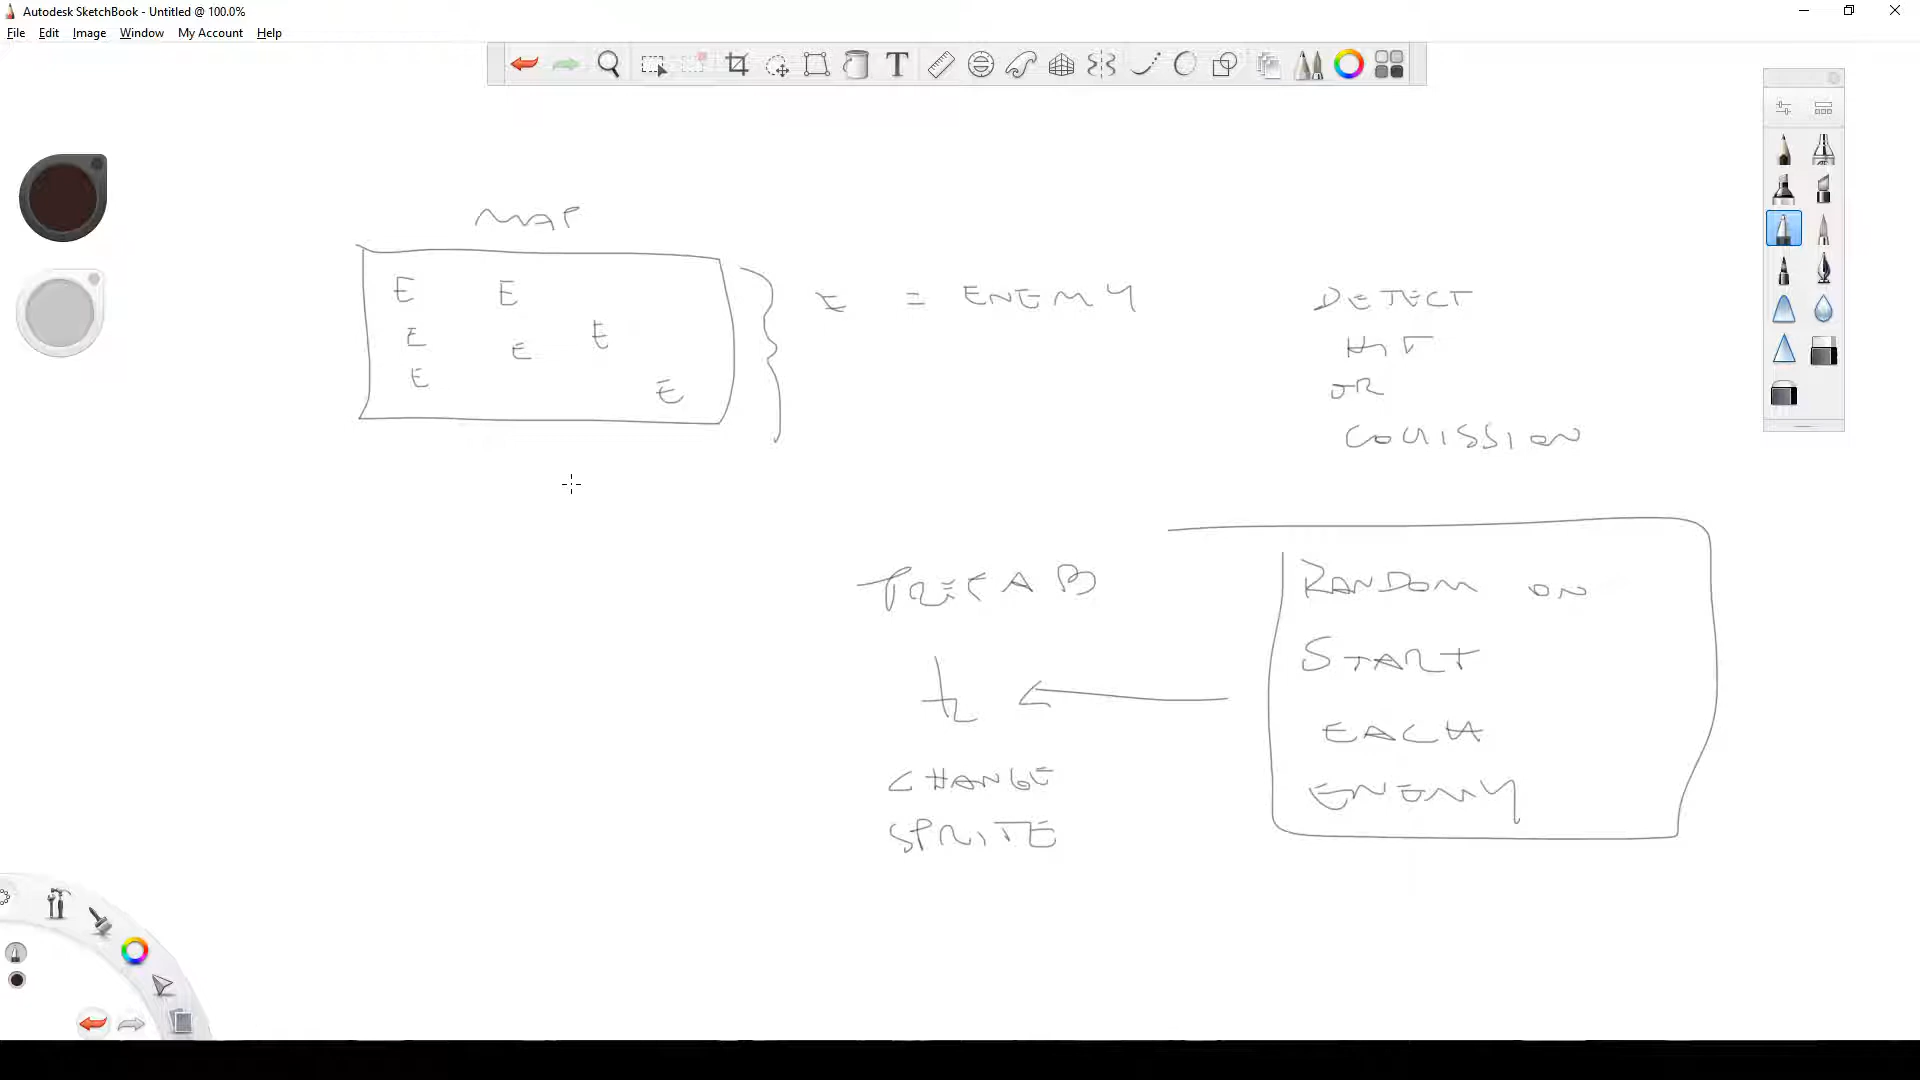 Autodesk SketchBook - Untitled @ 100.0%
File Edit Image Window My Account Help
T
MAP
E E
E E E
E E
E = ENEMY
DETECT
HIT
OR
COLLISSION
PREFAB
E
CHANGE
SPRITE
RANDOM ON
START
EACH
ENEMY